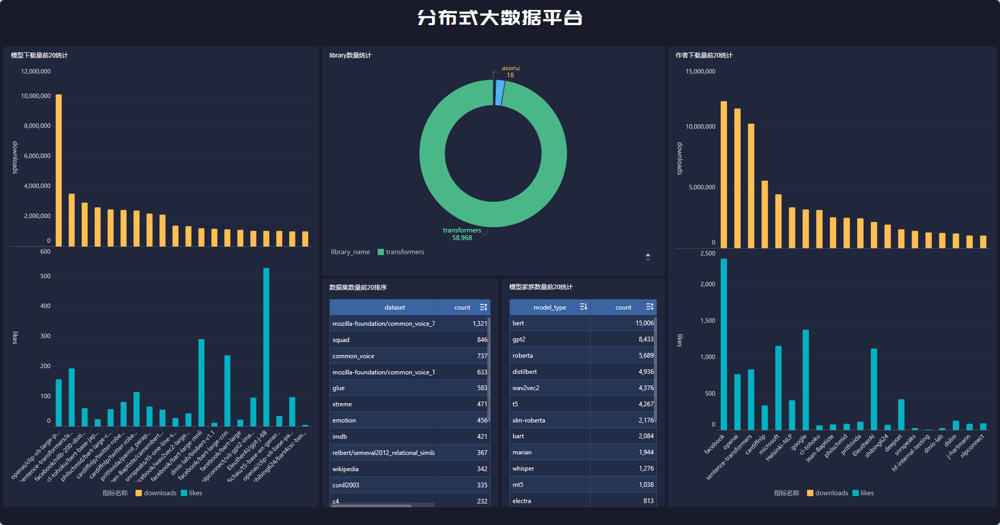 分布式大数据平台
模型下载量前20统计
12,000,000
10,000,000
8,000,000
6,000,000
4,000,000
2,000,000
0
downloads
600
500
400
300
200
100
0
likes
openai/clip-vit-large-p...
sentence-transformers/a...
facebook/nllb-200-disti...
cl-tohoku/bert-base-jap...
philschmid/bart-large-c...
cardiffnlp/twitter-robe...
cardiffnlp/twitter-robe...
prithivida/parrot_parap...
an-Baptiste/camembert...
snrspeaks/t5-one-line-s...
acebook/wav2vec2-large...
facebook/bart-large-mnli
dmis-lab/biobert-v1.1
facebook/bart-large-cnn
facebook/bart-large
nlpconnect/vit-gpt2-ima...
EleutherAI/gpt-j-6B
fichau/t5-base-en-gener...
openai/clip-vit-base-pa...
shibing624/bart4csc-bas...
指标名称 downloads likes
library数量统计
assin2
18
transformers
58,968
library_name transformers
数据集数量前20排序
dataset count
mozilla-foundation/common_voice_7 1,321
squad 846
common_voice 737
mozilla-foundation/common_voice_1 633
glue 583
xtreme 471
emotion 456
imdb 421
relbert/semeval2012_relational_simila 367
wikipedia 342
conll2003 335
c4 232
模型家族数量前20统计
model_type count
bert 15,006
gpt2 8,433
roberta 5,689
distilbert 4,936
wav2vec2 4,376
t5 4,267
xlm-roberta 2,176
bart 2,084
marian 1,944
whisper 1,276
mt5 1,038
electra 813
作者下载量前20统计
15,000,000
10,000,000
5,000,000
0
downloads
2,500
2,000
1,500
1,000
500
0
likes
facebook
openai
sentence-transformers
cardiffnlp
microsoft
Helsinki-NLP
google
cl-tohoku
Jean-Baptiste
philschmid
prithivida
EleutherAI
shibing624
deepset
snrspeaks
hf-internal-testing
dmis-lab
dslim
j-hartmann
nlpconnect
指标名称 downloads likes